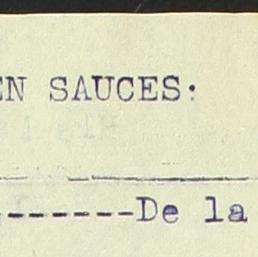 EN SAUCES:
------De la